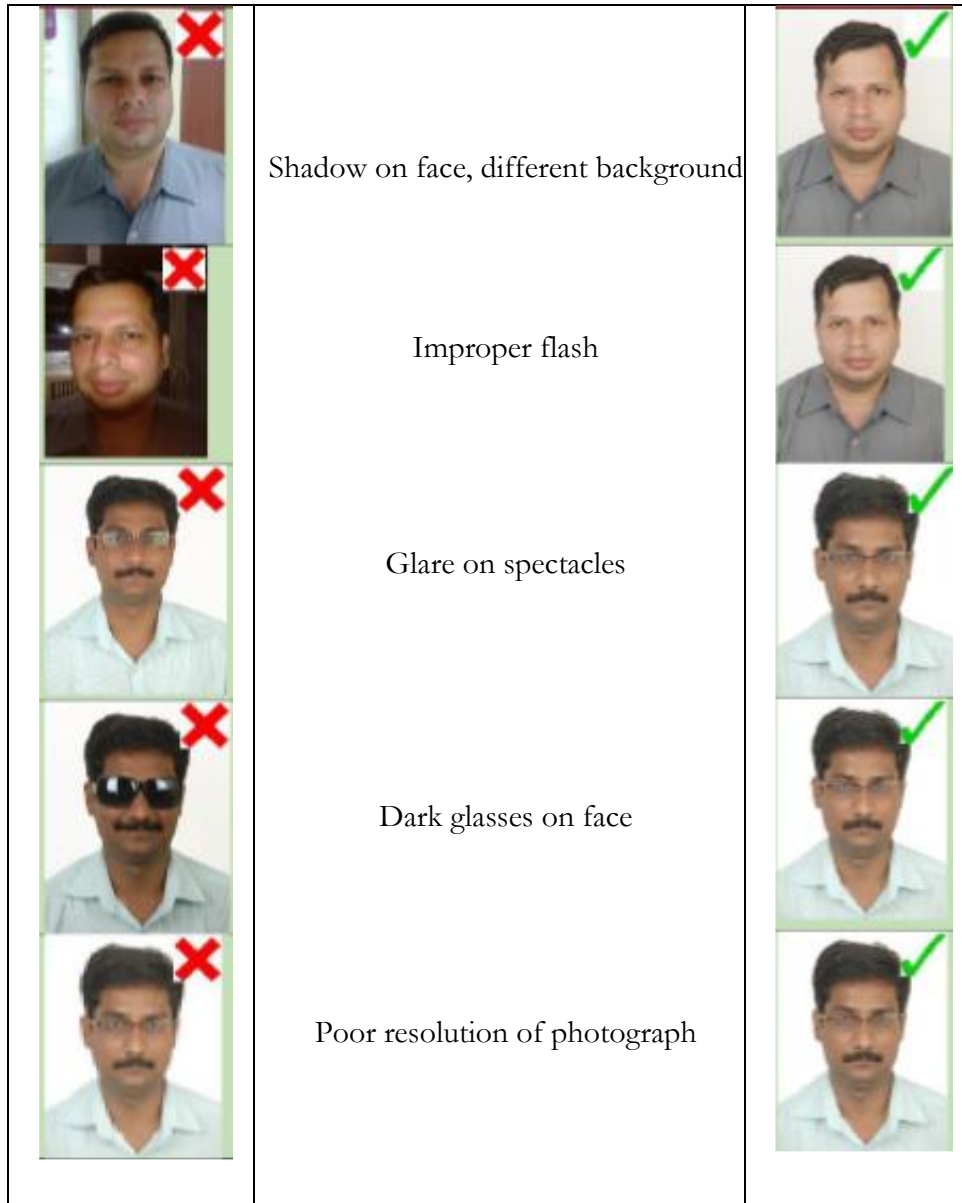 Shadow on face, different background
Improper flash
Glare on spectacles
Dark glasses on face
Poor resolution of photograph